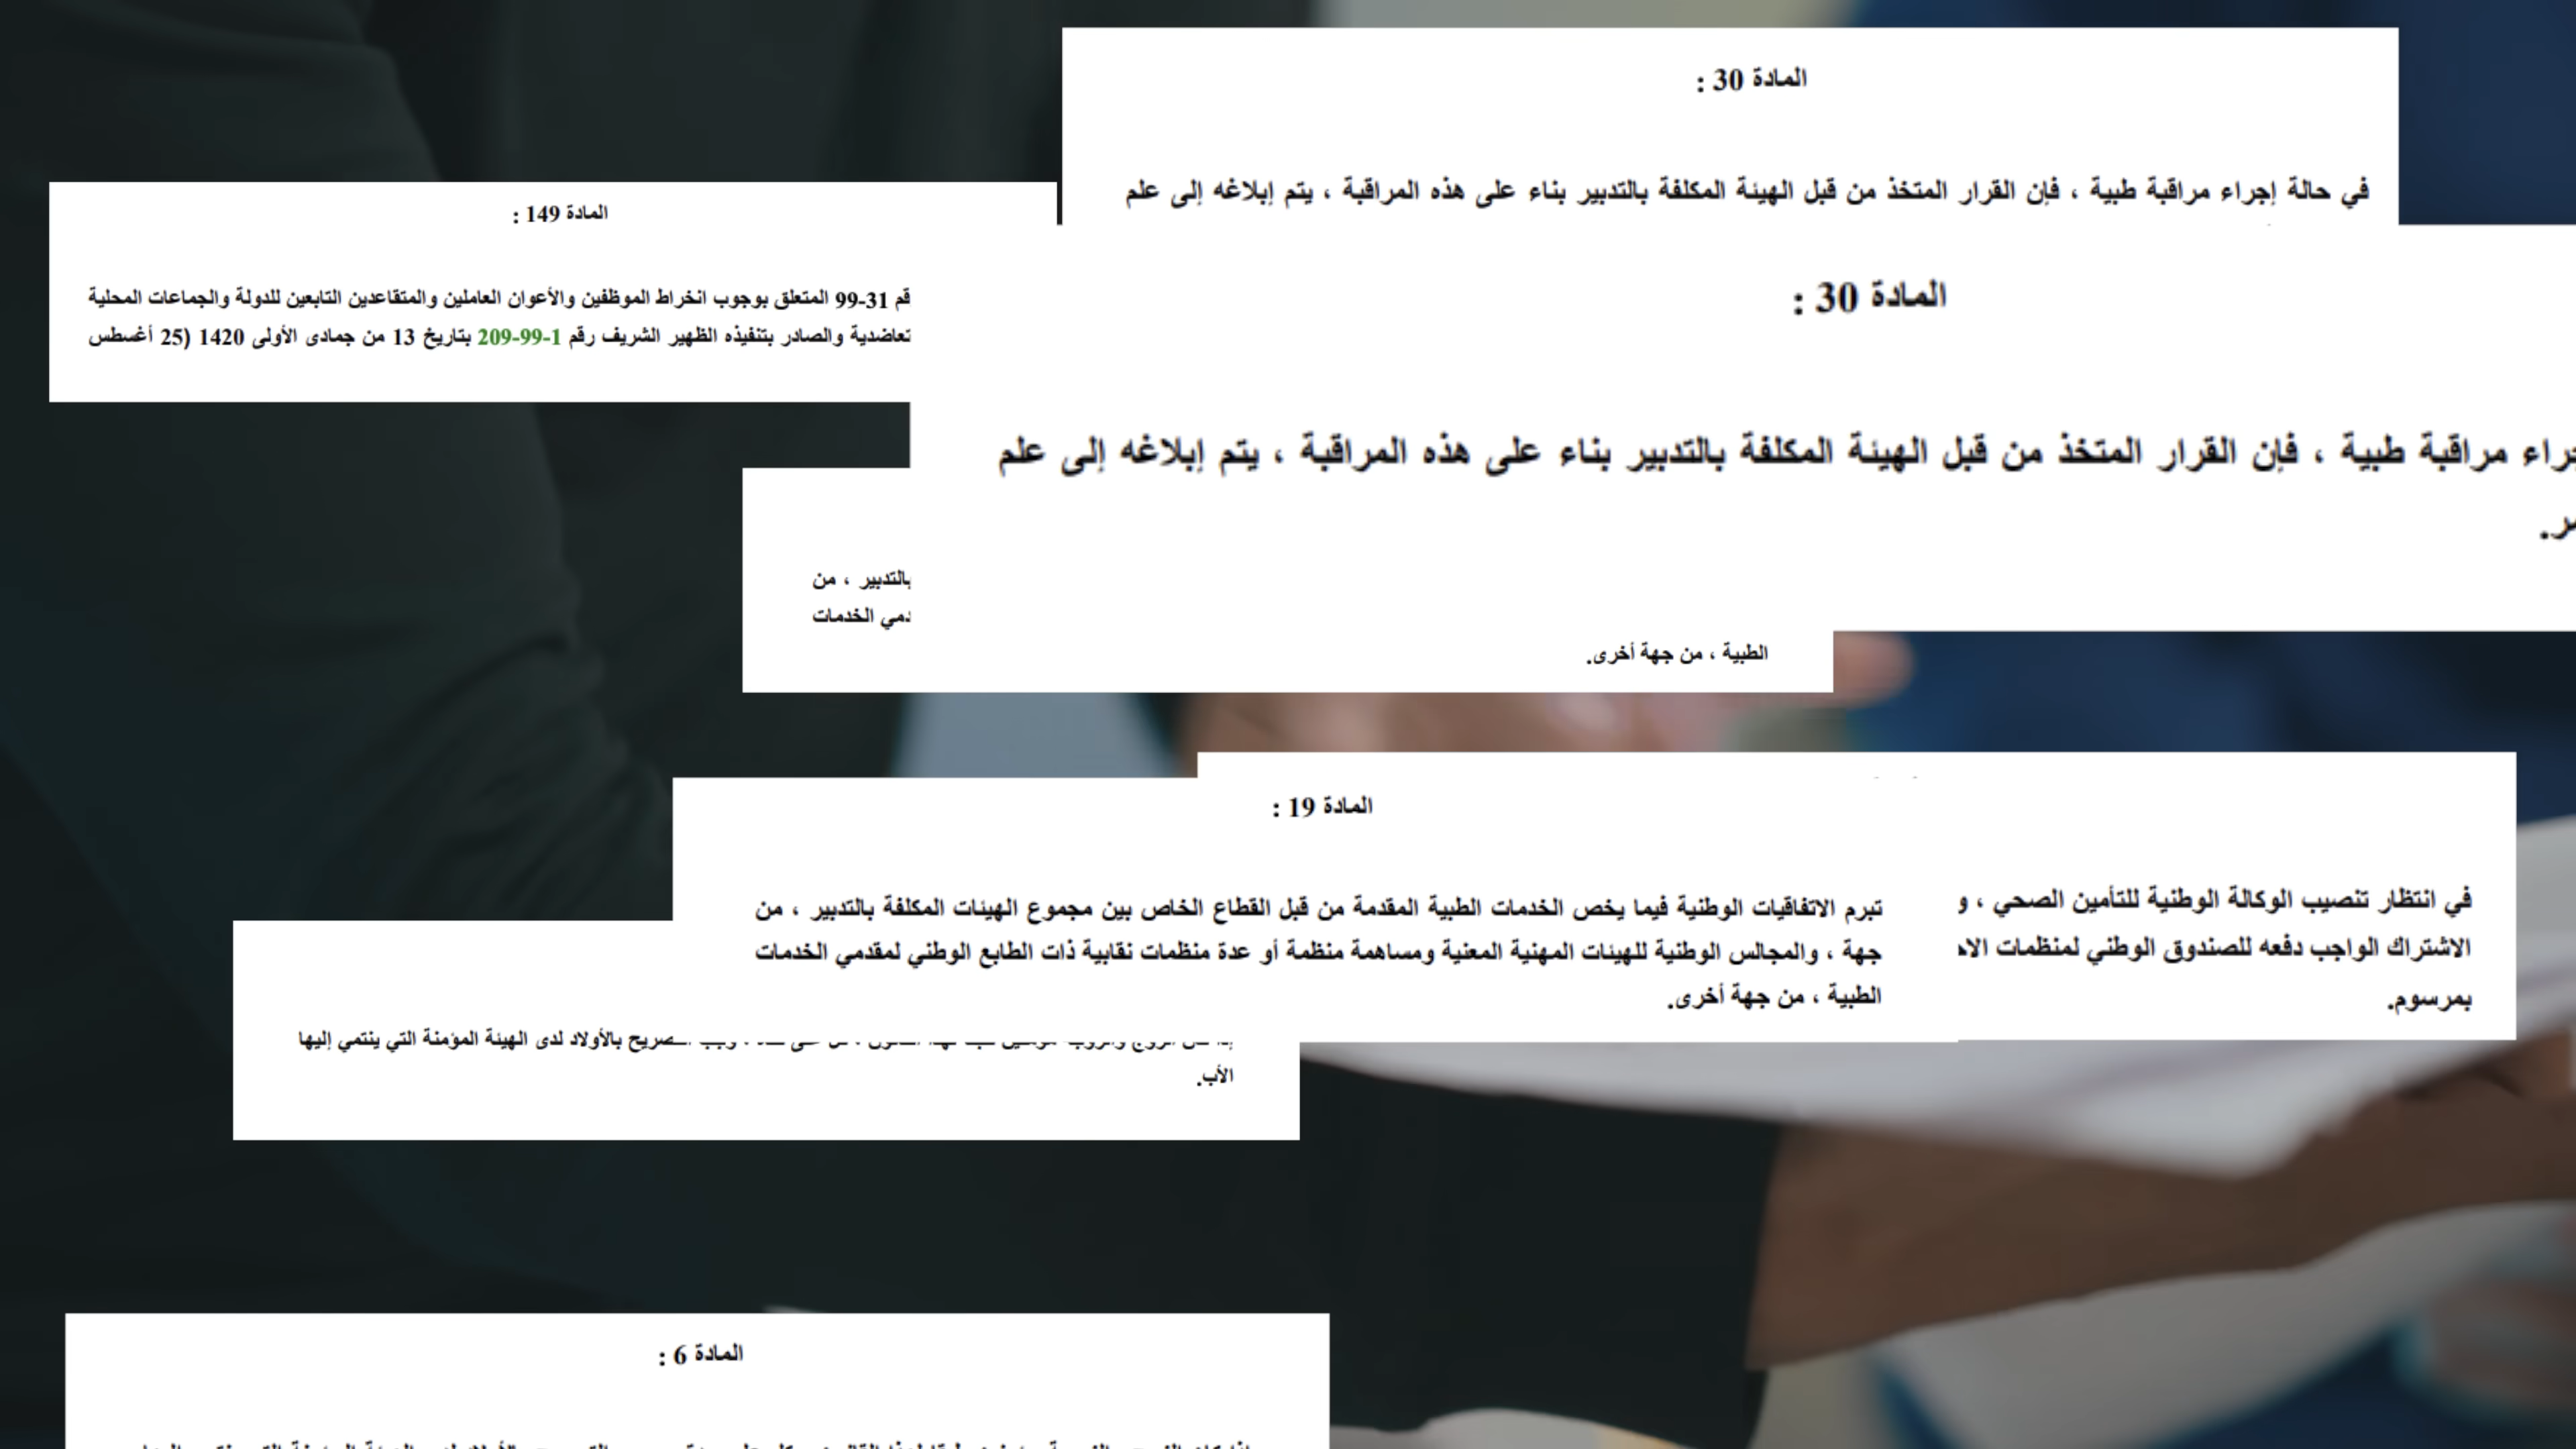 المادة 30 :
في حالة إجراء مراقبة طبية ، فإن القرار المتخذ من قبل الهيئة المكلفة بالتدبير بناء على هذه المراقبة ، يتم إبلاغه إلى علم
المادة 149 :
99-31 المتعلق بوجوب انخراط الموظفين والأعوان العاملين والمتقاعدين التابعين للدولة والجماعات المحلية
والصادر بتنفيذه الظهير الشريف رقم 1-99-209 بتاريخ 13 من جمادى الأولى 1420 (25 أغسطس
المادة 30 :
مراقبة طبية ، فإن القرار المتخذ من قبل الهيئة المكلفة بالتدبير بناء على هذه المراقبة ، يتم إبلاغه إلى علم
بالتدبير ، من
الخدمات
الطبية ، من جهة أخرى.
المادة 19 :
تبرم الاتفاقيات الوطنية فيما يخص الخدمات الطبية المقدمة من قبل القطاع الخاص بين مجموع الهيئات المكلفة بالتدبير ، من
جهة ، والمجالس الوطنية للهيئات المهنية المعنية ومساهمة منظمة أو عدة منظمات نقابية ذات الطابع الوطني لمقدمي الخدمات
الطبية ، من جهة أخرى.
في انتظار تنصيب الوكالة الوطنية للتأمين الصحي ، و
الاشتراك الواجب دفعه للصندوق الوطني لمنظمات
بمرسوم.
بالأولاد لدى الهيئة المؤمنة التي ينتمي إليها
الأب.
المادة 6 :